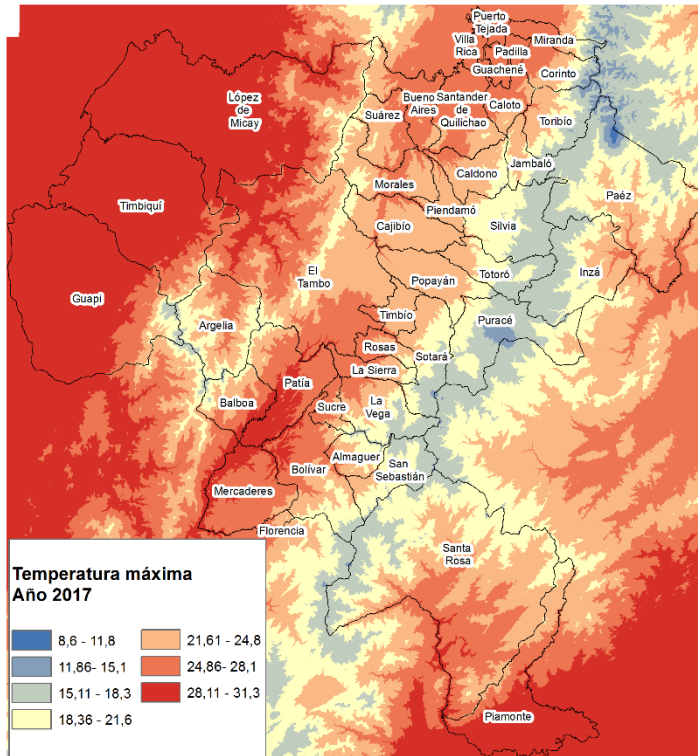 Puerto
Tejada
Villa
Rica
Padilla
Miranda
Guachené
Corinto
López
de
Micay
Bueno
Aires
Santander
de
Quilichao
Suárez
Caloto
Toribío
Jambaló
Caldono
Morales
Páez
Timbiquí
Piendamó
Cajibío
Silvia
El
Tambo
Totoró
Inzá
Popayán
Guapi
Argelia
Timbío
Puracé
Rosas
Sotará
La Sierra
Patía
Balboa
Sucre
La
Vega
Almaguer
Bolívar
San
Sebastián
Mercaderes
Florencia
Santa
Rosa
Piamonte
Temperatura máxima
Año 2017
8,6 - 11,8
11,86- 15,1
15,11 - 18,3
18,36 - 21,6
21,61 - 24,8
24,86- 28,1
28,11 - 31,3